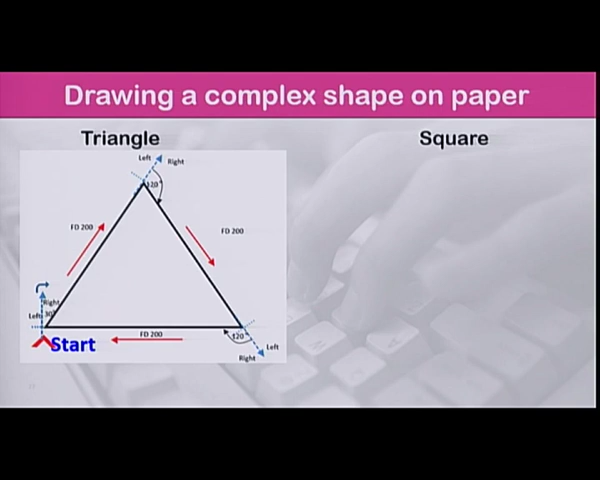 Drawing a complex shape on paper
Triangle
Square
Left
Right
120°
FD 200
FD 200
Right
Left
30°
FD 200
120°
Start
Left
Right